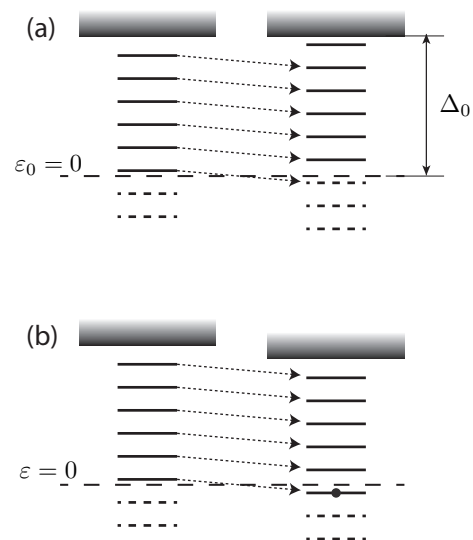 (a)
Δ₀
ε₀ = 0
(b)
ε = 0